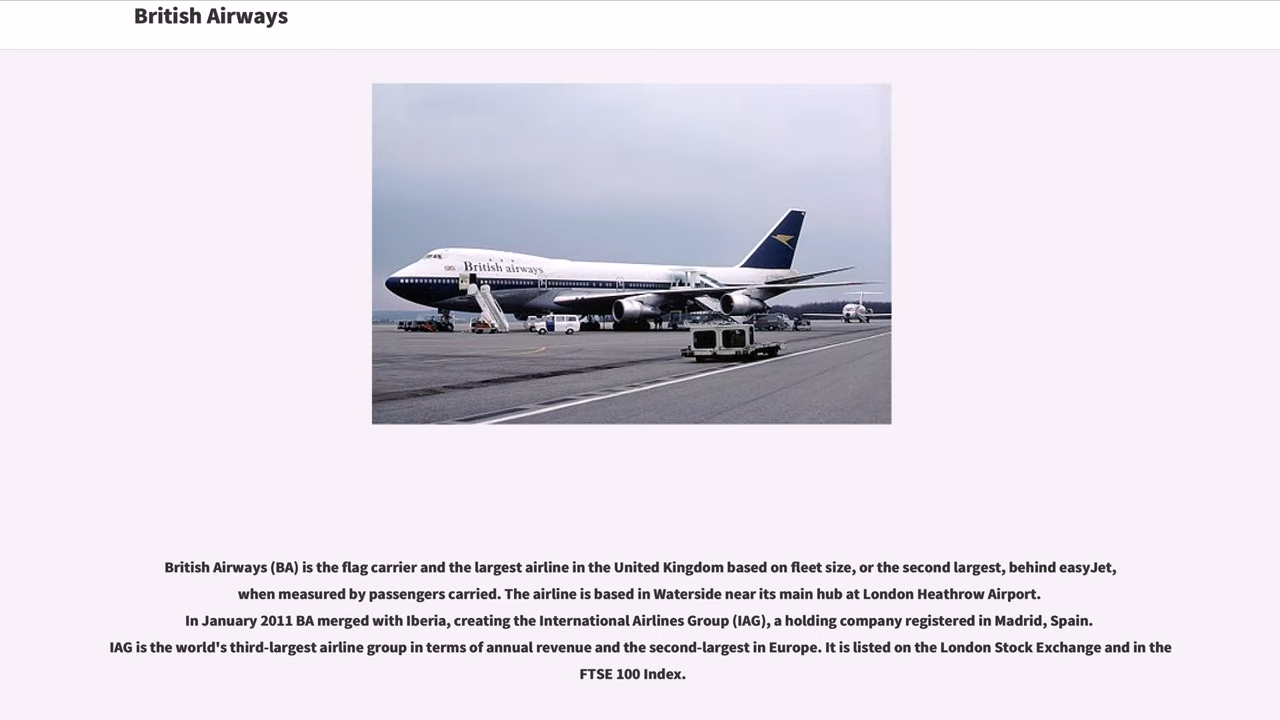 British Airways
British airways
British Airways (BA) is the flag carrier and the largest airline in the United Kingdom based on fleet size, or the second largest, behind easyJet,
when measured by passengers carried. The airline is based in Waterside near its main hub at London Heathrow Airport.
In January 2011 BA merged with Iberia, creating the International Airlines Group (IAG), a holding company registered in Madrid, Spain.
IAG is the world's third-largest airline group in terms of annual revenue and the second-largest in Europe. It is listed on the London Stock Exchange and in the
FTSE 100 Index.